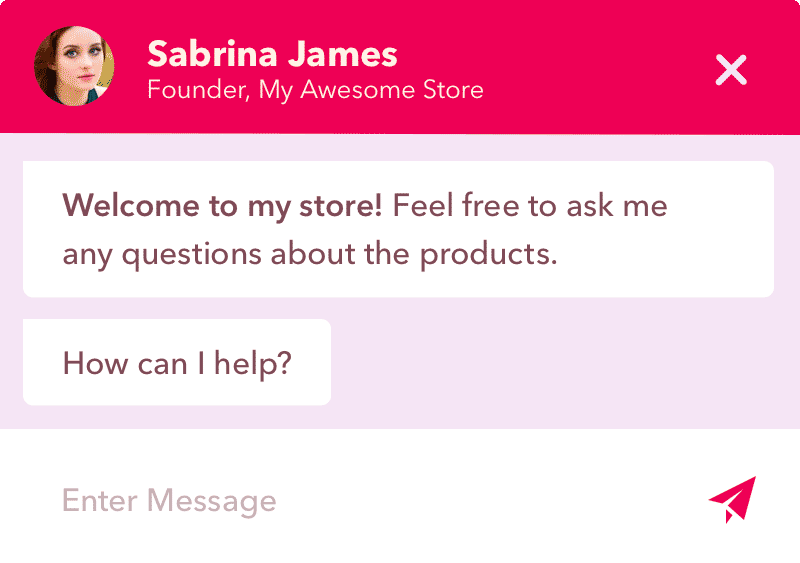 Sabrina James
Founder, My Awesome Store
Welcome to my store! Feel free to ask me
any questions about the products.
How can I help?
Enter Message